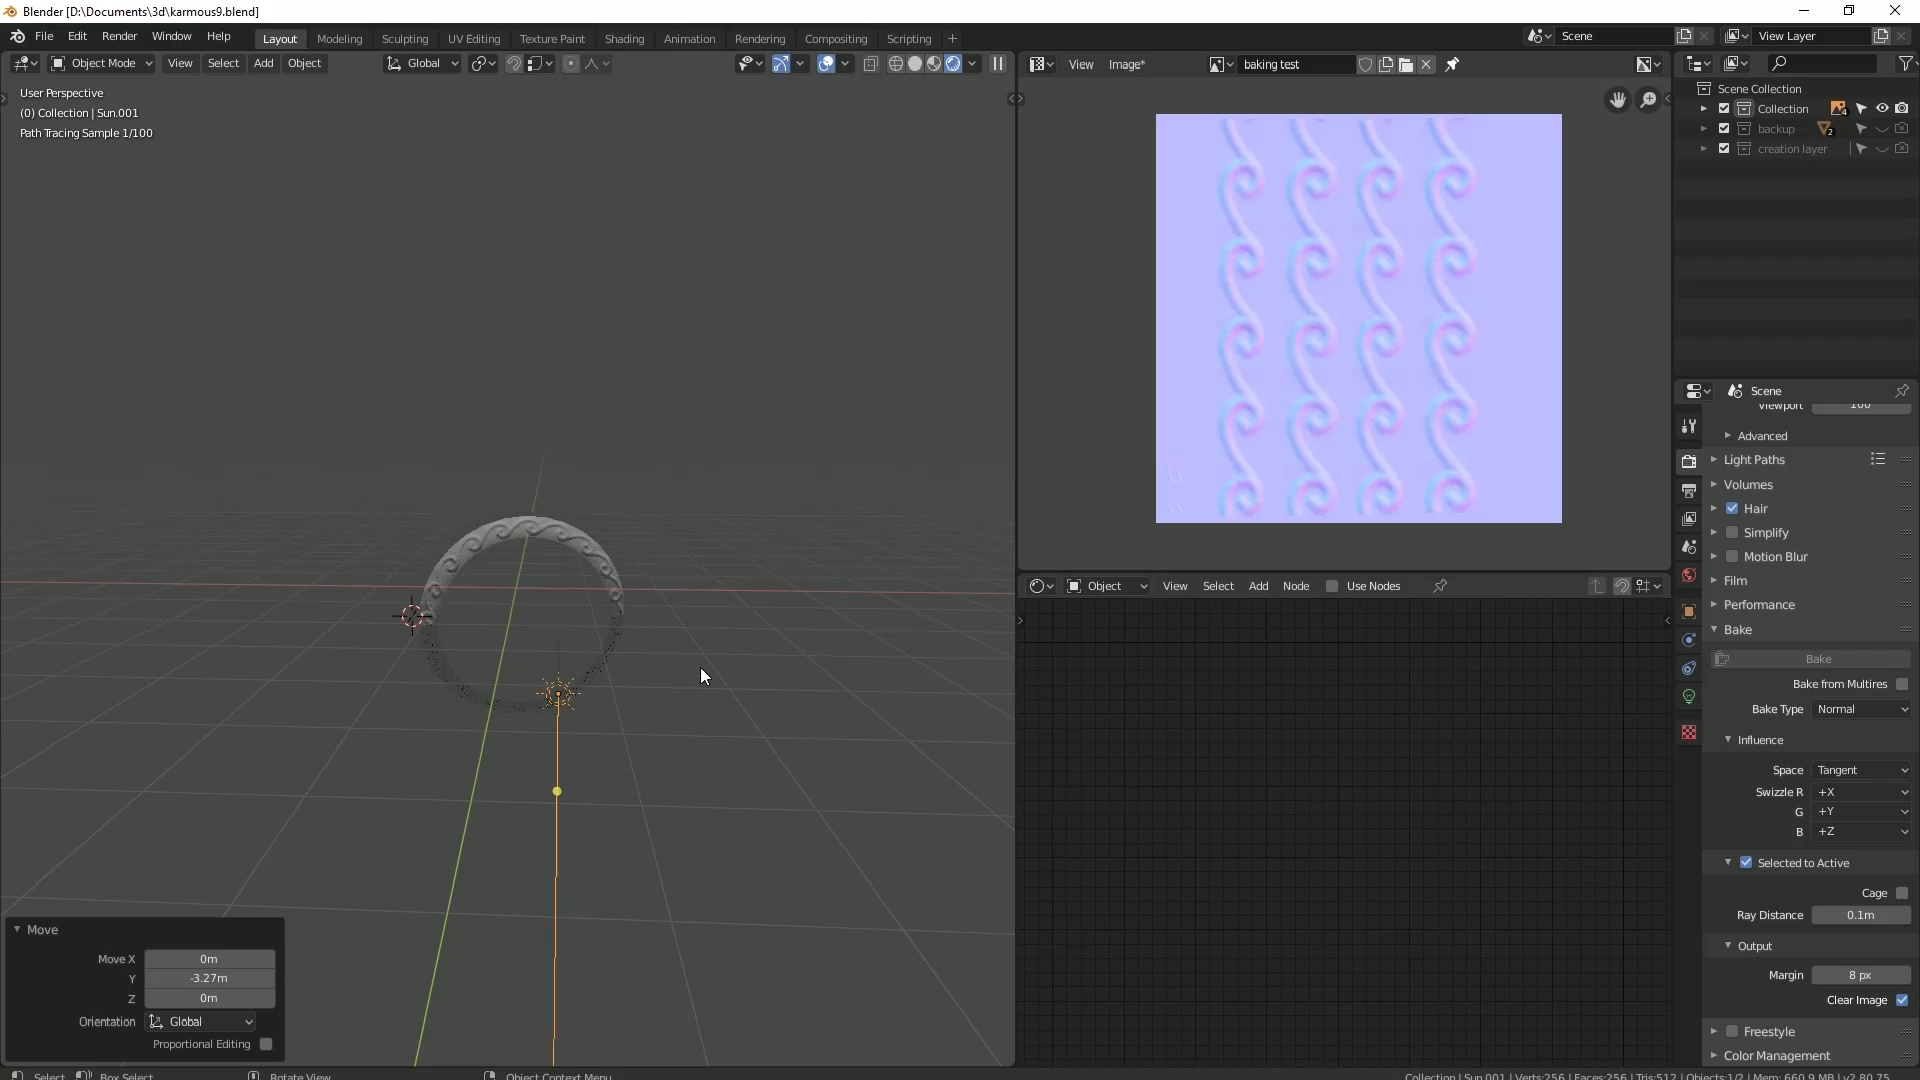 Blender [D:\Documents\3d\karmous9.blend]
File Edit Render Window Help Layout Modeling Sculpting UV Editing Texture Paint Shading Animation Rendering Compositing Scripting Scene View Layer
Object Mode View Select Add Object Global View Image* baking test
User Perspective
(0) Collection | Sun.001
Path Tracing Sample 1/100
Scene Collection
Collection 4
backup 2
creation layer
Scene
Viewport 100
Advanced
Light Paths
Volumes
Hair
Simplify
Motion Blur
Film
Object View Select Add Node Use Nodes
Performance
Bake
Bake
Bake from Multires
Bake Type Normal
Influence
Space Tangent
Swizzle R +X
G +Y
B +Z
Selected to Active
Cage
Ray Distance 0.1m
Output
Margin 8 px
Clear Image
Freestyle
Color Management
Move
Move X 0m
Y -3.27m
Z 0m
Orientation Global
Proportional Editing
Select Box Select Rotate View Object Context Menu Collection | Sun.001 | Verts:256 | Faces:256 | Tris:512 | Objects:1/2 | Mem: 660.9 MB | v2.80.75